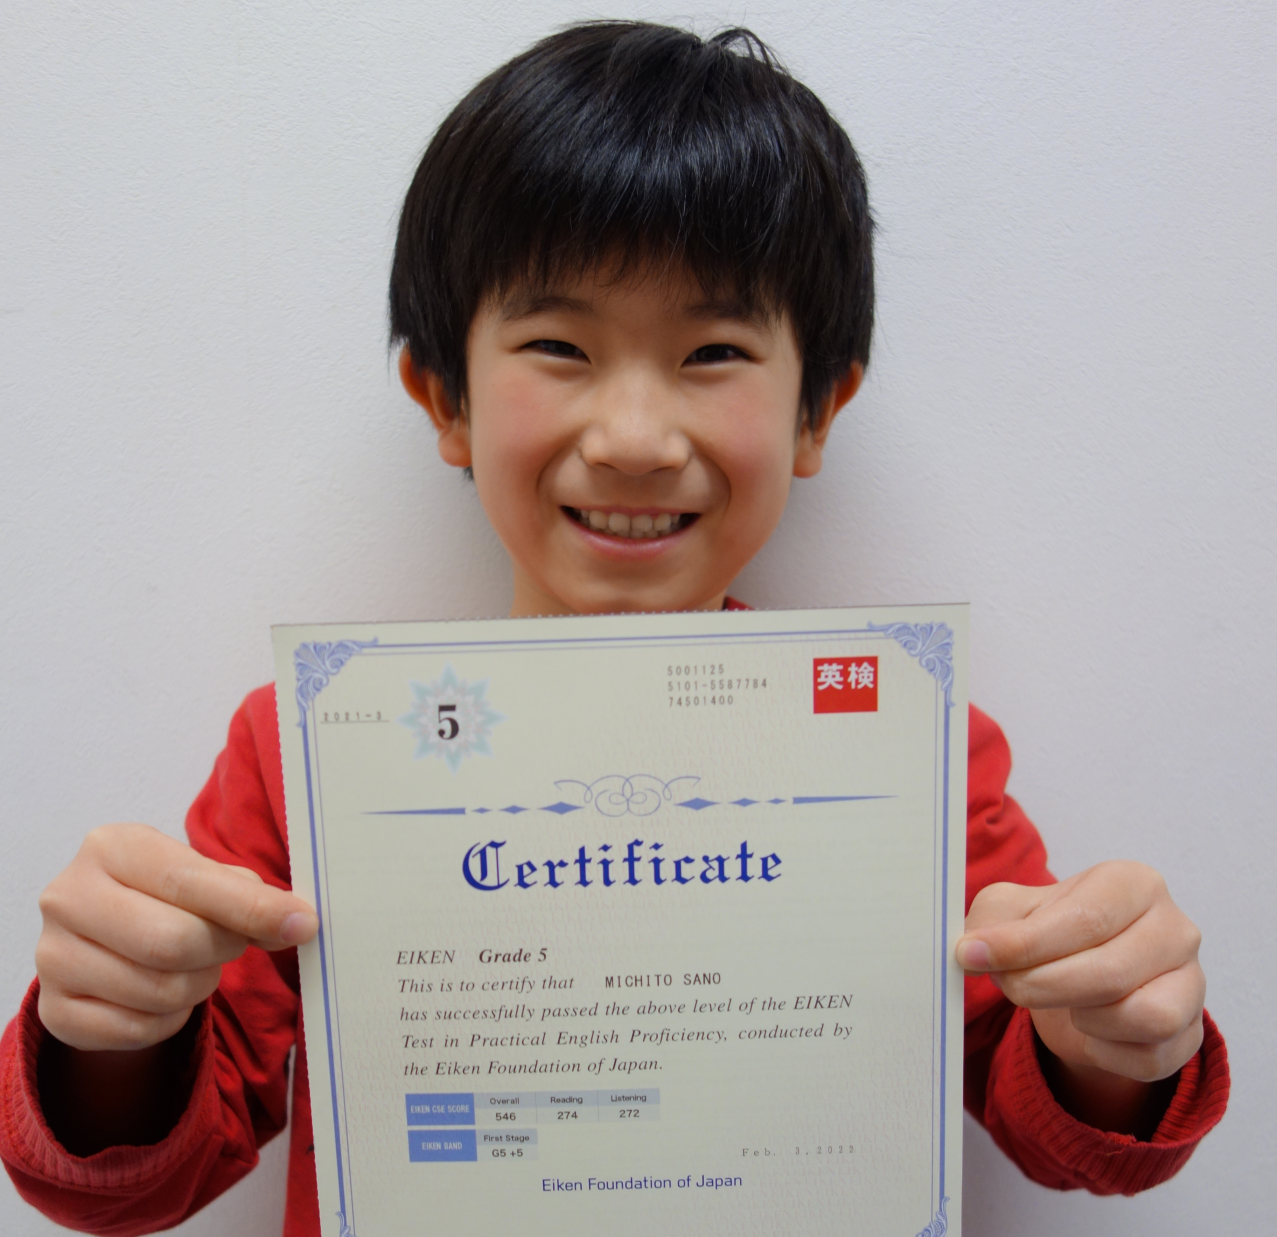 5001125
5101-5587784
74501400
英検
2021-3
5
Certificate
EIKEN Grade 5
This is to certify that MICHITO SANO
has successfully passed the above level of the EIKEN
Test in Practical English Proficiency, conducted by
the Eiken Foundation of Japan.
EIKEN CSE SCORE Overall Reading Listening
546 274 272
EIKEN BAND First Stage
G5 +5
Feb. 3,
Eiken Foundation of Japan